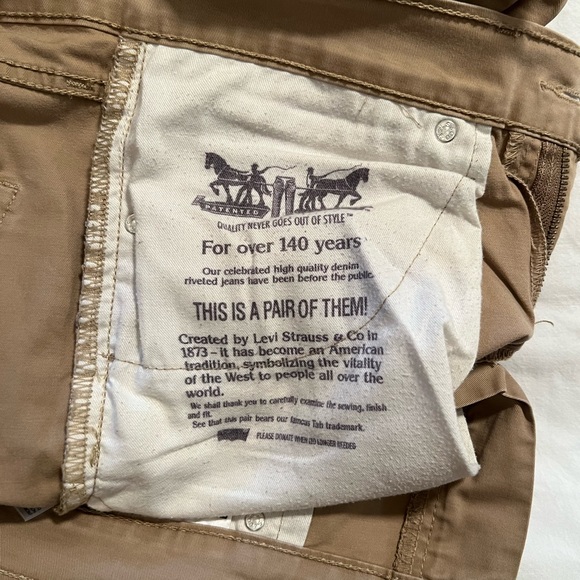 PATENTED
QUALITY NEVER GOES OUT OF STYLE™
For over 140 years
Our celebrated high quality denim
riveted jeans have been before the public
THIS IS A PAIR OF THEM!
Created by Levi Strauss & Co in
1873 - it has become an American
tradition, symbolizing the vitality
of the West to people all over the
world.
We shall thank you to carefully examine the sewing, finish
and fit.
See that this pair bears our famous Tab trademark.
PLEASE DONATE WHEN NO LONGER NEEDED